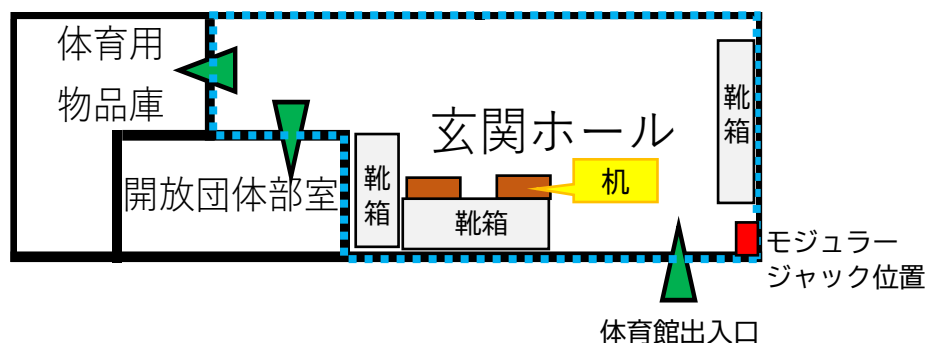 体育用
物品庫
玄関ホール
靴
箱
開放団体部室
靴
箱
机
靴箱
モジュラー
ジャック位置
体育館出入口